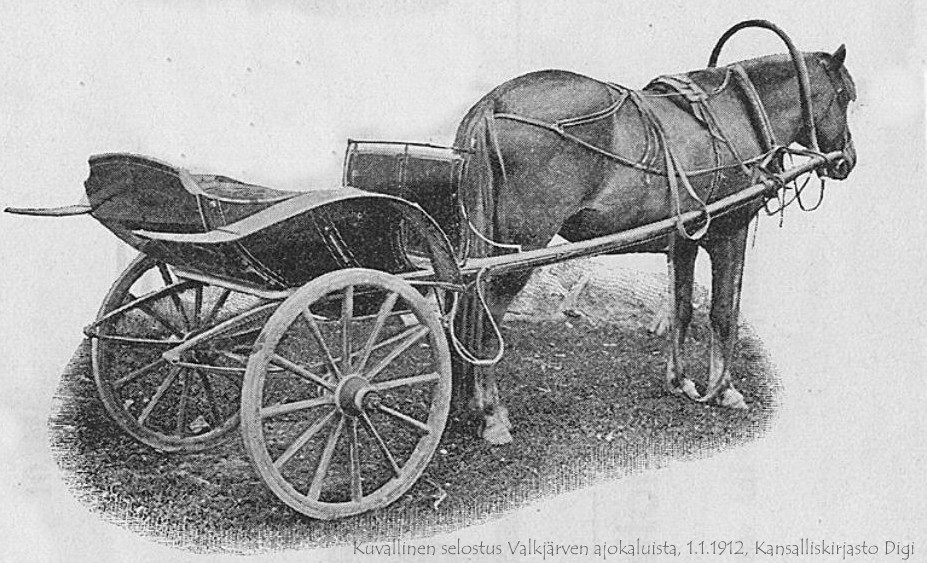 Kuvallinen selostus Valkjärven ajokaluista, 1.1.1912, Kansalliskirjasto Digi